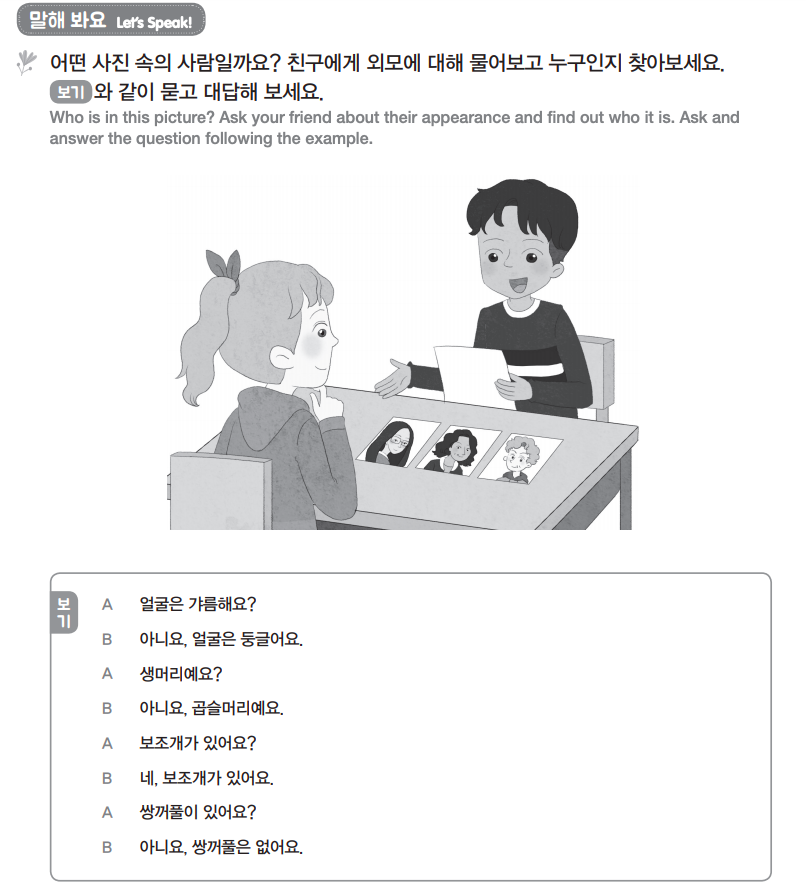 말해 봐요 Let's Speak!
어떤 사진 속의 사람일까요? 친구에게 외모에 대해 물어보고 누구인지 찾아보세요.
보기 와 같이 묻고 대답해 보세요.
Who is in this picture? Ask your friend about their appearance and find out who it is. Ask and
answer the question following the example.
보기
A 얼굴은 갸름해요?
B 아니요, 얼굴은 둥글어요.
A 생머리예요?
B 아니요, 곱슬머리예요.
A 보조개가 있어요?
B 네, 보조개가 있어요.
A 쌍꺼풀이 있어요?
B 아니요, 쌍꺼풀은 없어요.